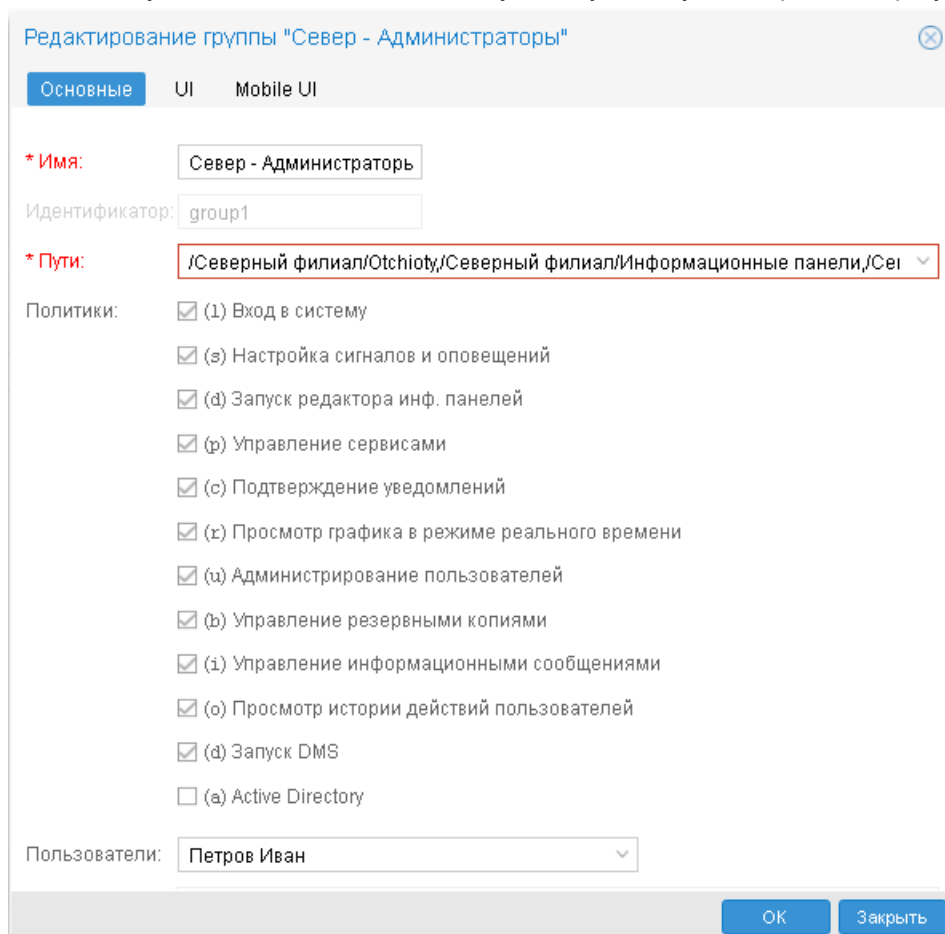 Редактирование группы "Север - Администраторы"
Основные UI Mobile UI
* Имя: Север - Администраторь
Идентификатор: group1
* Пути: /Северный филиал/Otchioty,/Северный филиал/Информационные панели,/Сег
Политики: (l) Вход в систему
(s) Настройка сигналов и оповещений
(d) Запуск редактора инф. панелей
(p) Управление сервисами
(c) Подтверждение уведомлений
(r) Просмотр графика в режиме реального времени
(u) Администрирование пользователей
(b) Управление резервными копиями
(i) Управление информационными сообщениями
(o) Просмотр истории действий пользователей
(d) Запуск DMS
(a) Active Directory
Пользователи: Петров Иван
OK Закрыть